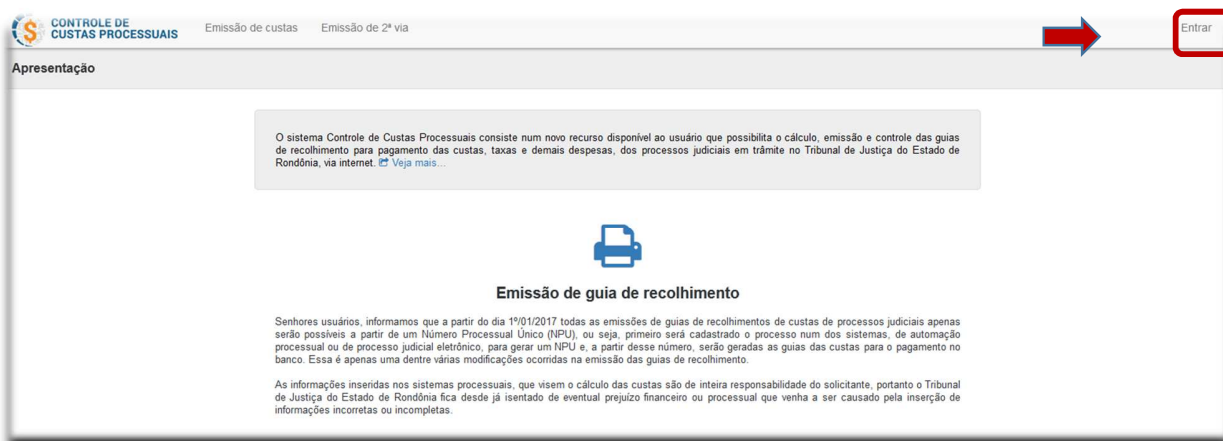 CONTROLE DE
CUSTAS PROCESSUAIS
Emissão de custas
Emissão de 2ª via
Entrar
Apresentação
O sistema Controle de Custas Processuais consiste num novo recurso disponível ao usuário que possibilita o cálculo, emissão e controle das guias
de recolhimento para pagamento das custas, taxas e demais despesas, dos processos judiciais em trâmite no Tribunal de Justiça do Estado de
Rondônia, via internet. Veja mais...
Emissão de guia de recolhimento
Senhores usuários, informamos que a partir do dia 1º/01/2017 todas as emissões de guias de recolhimentos de custas de processos judiciais apenas
serão possíveis a partir de um Número Processual Único (NPU), ou seja, primeiro será cadastrado o processo num dos sistemas, de automação
processual ou de processo judicial eletrônico, para gerar um NPU e, a partir desse número, serão geradas as guias das custas para o pagamento no
banco. Essa é apenas uma dentre várias modificações ocorridas na emissão das guias de recolhimento.
As informações inseridas nos sistemas processuais, que visem o cálculo das custas são de inteira responsabilidade do solicitante, portanto o Tribunal
de Justiça do Estado de Rondônia fica desde já isentado de eventual prejuízo financeiro ou processual que venha a ser causado pela inserção de
informações incorretas ou incompletas.